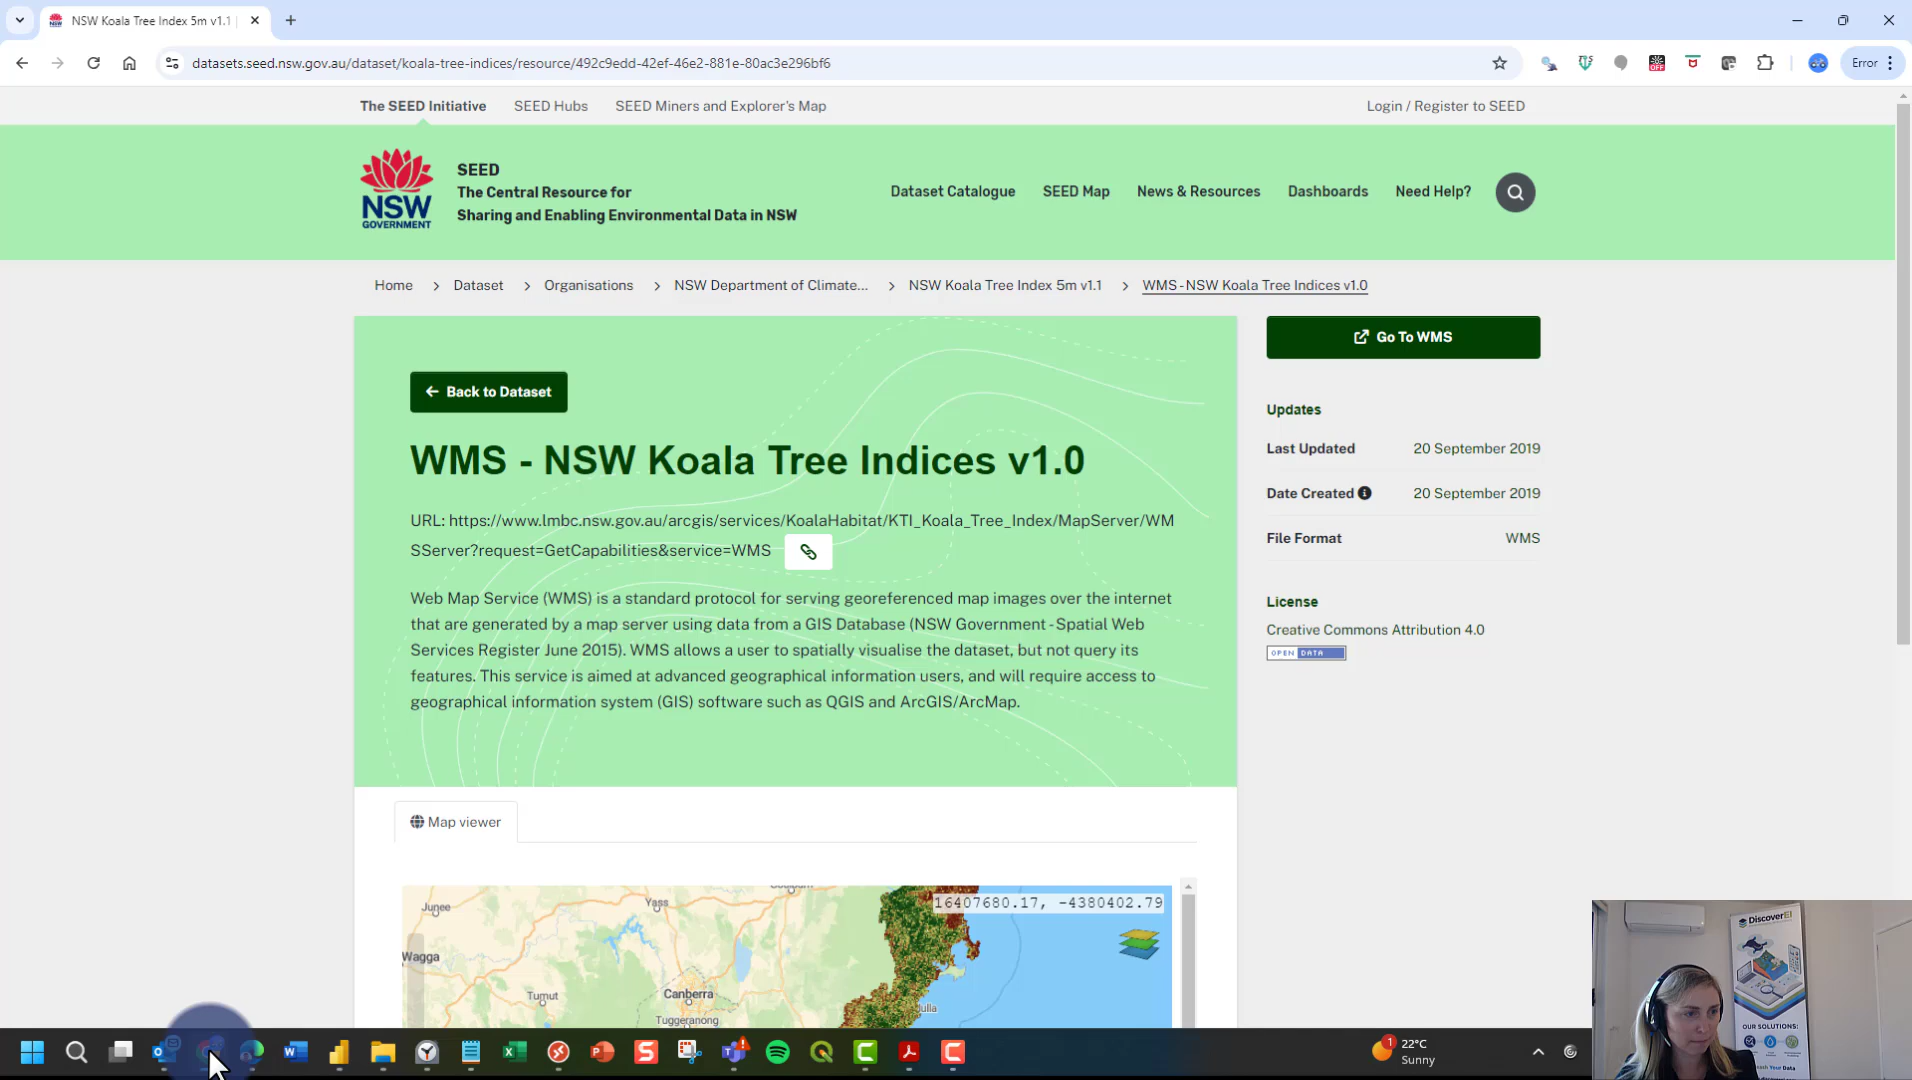 NSW Koala Tree Index 5m v1.1
datasets.seed.nsw.gov.au/dataset/koala-tree-indices/resource/492c9edd-42ef-46e2-881e-80ac3e296bf6
OFF
Error
The SEED Initiative
SEED Hubs
SEED Miners and Explorer's Map
Login / Register to SEED
NSW
GOVERNMENT
SEED
The Central Resource for
Sharing and Enabling Environmental Data in NSW
Dataset Catalogue
SEED Map
News & Resources
Dashboards
Need Help?
Home
Dataset
Organisations
NSW Department of Climate...
NSW Koala Tree Index 5m v1.1
WMS - NSW Koala Tree Indices v1.0
Back to Dataset
WMS - NSW Koala Tree Indices v1.0
URL: https://www.lmbc.nsw.gov.au/arcgis/services/KoalaHabitat/KTI_Koala_Tree_Index/MapServer/WM
SServer?request=GetCapabilities&service=WMS
Web Map Service (WMS) is a standard protocol for serving georeferenced map images over the internet
that are generated by a map server using data from a GIS Database (NSW Government - Spatial Web
Services Register June 2015). WMS allows a user to spatially visualise the dataset, but not query its
features. This service is aimed at advanced geographical information users, and will require access to
geographical information system (GIS) software such as QGIS and ArcGIS/ArcMap.
Go To WMS
Updates
Last Updated 20 September 2019
Date Created 20 September 2019
File Format WMS
License
Creative Commons Attribution 4.0
OPEN DATA
Map viewer
16407680.17, -4380402.79
Junee
Yass
Wagga
Tumut
Canberra
Tuggeranong
DiscoverEI
OUR SOLUTIONS:
1
22°C
Sunny